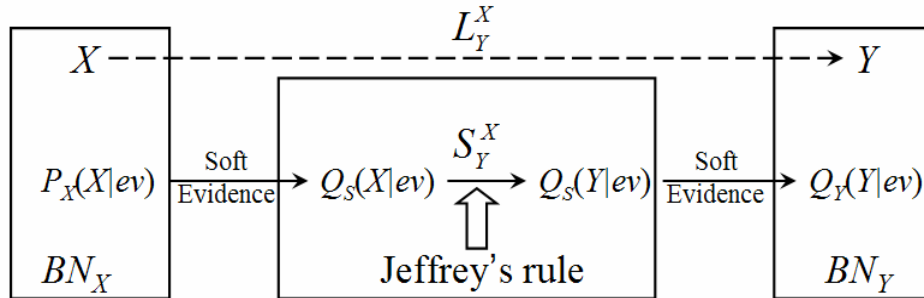 L_Y^X
X Y
S_Y^X
Soft Soft
P_X(X|ev) Q_S(X|ev) Q_S(Y|ev) Q_Y(Y|ev)
Evidence Evidence
BN_X Jeffrey's rule BN_Y